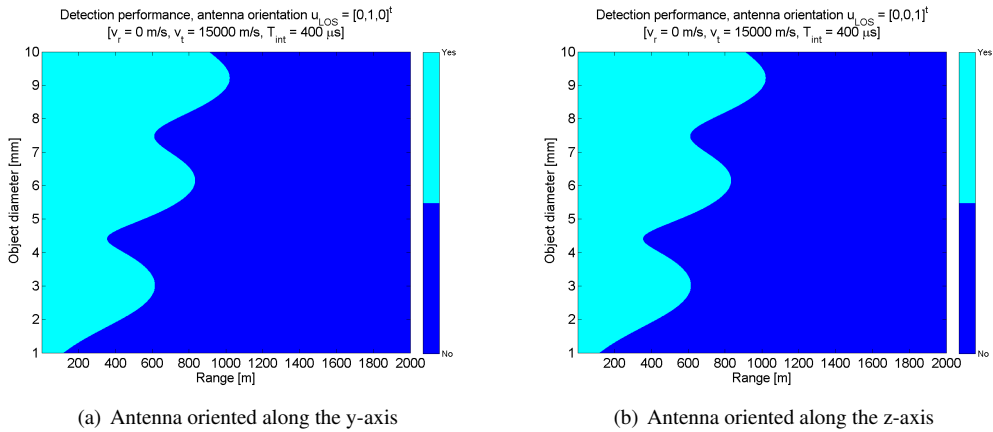 Detection performance, antenna orientation u_LOS = [0,1,0]^t
[v_r = 0 m/s, v_t = 15000 m/s, T_int = 400 μs]
Object diameter [mm]
10
9
8
7
6
5
4
3
2
1
200 400 600 800 1000 1200 1400 1600 1800 2000
Range [m]
Yes
No
(a) Antenna oriented along the y-axis
Detection performance, antenna orientation u_LOS = [0,0,1]^t
[v_r = 0 m/s, v_t = 15000 m/s, T_int = 400 μs]
Object diameter [mm]
10
9
8
7
6
5
4
3
2
1
200 400 600 800 1000 1200 1400 1600 1800 2000
Range [m]
Yes
No
(b) Antenna oriented along the z-axis